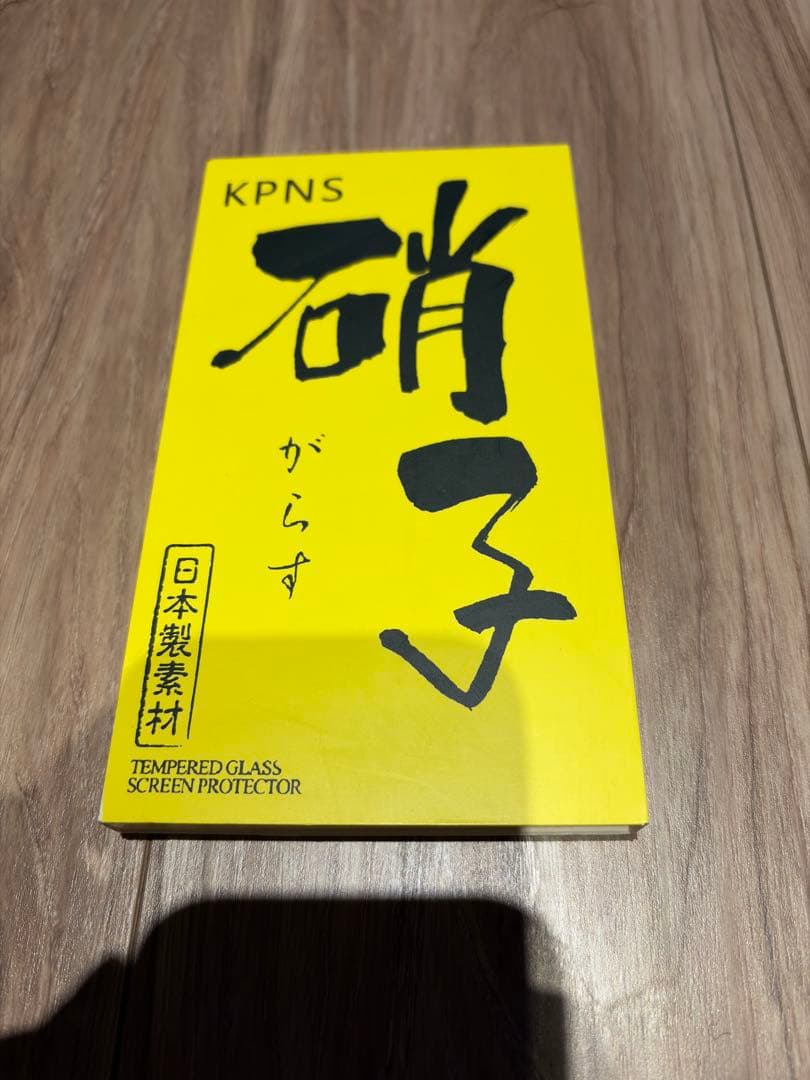 KPNS
硝子
がらす
日本製素材
TEMPERED GLASS
SCREEN PROTECTOR